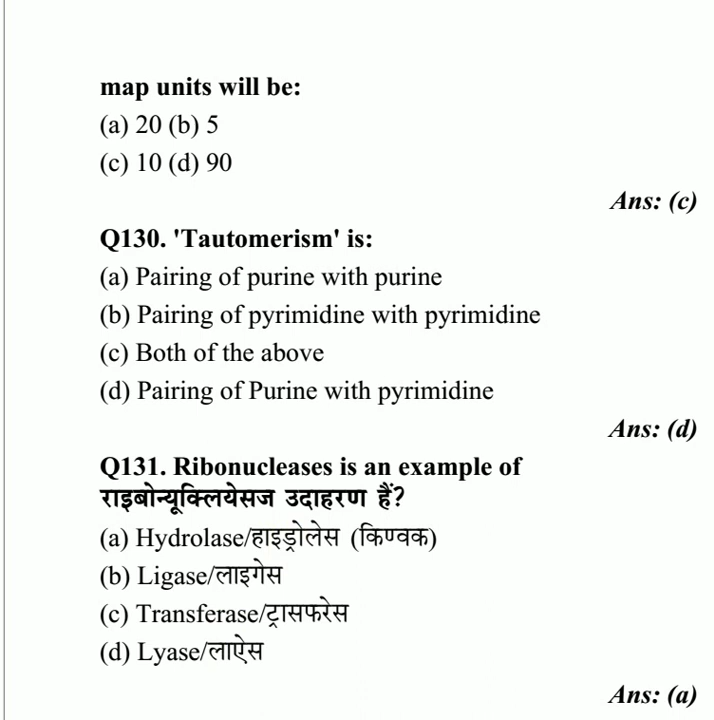 map units will be:
(a) 20 (b) 5
(c) 10 (d) 90
Ans: (c)
Q130. 'Tautomerism' is:
(a) Pairing of purine with purine
(b) Pairing of pyrimidine with pyrimidine
(c) Both of the above
(d) Pairing of Purine with pyrimidine
Ans: (d)
Q131. Ribonucleases is an example of
राइबोन्यूक्लियेसज उदाहरण हैं?
(a) Hydrolase/हाइड्रोलेस (किण्वक)
(b) Ligase/लाइगेस
(c) Transferase/ट्रासफरेस
(d) Lyase/लाऐस
Ans: (a)